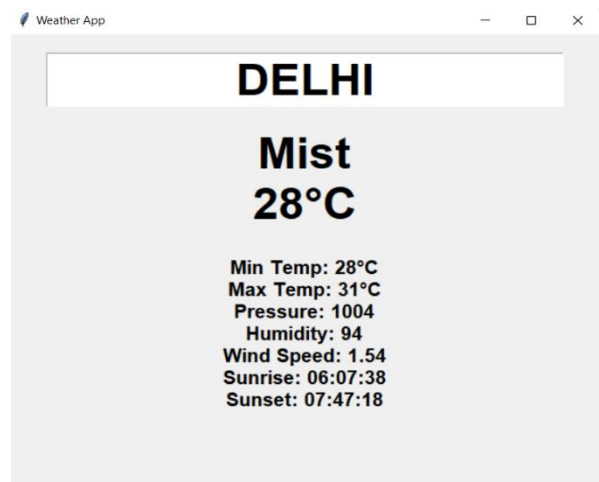 Weather App
DELHI
Mist
28°C
Min Temp: 28°C
Max Temp: 31°C
Pressure: 1004
Humidity: 94
Wind Speed: 1.54
Sunrise: 06:07:38
Sunset: 07:47:18